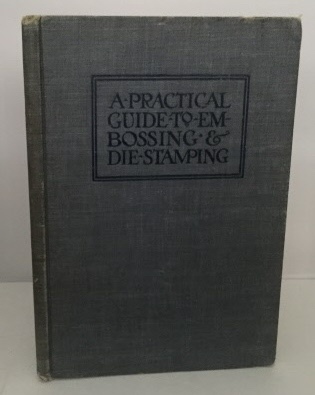 A·PRACTICAL
GUIDE·TO·EM-
BOSSING·&
DIE-STAMPING